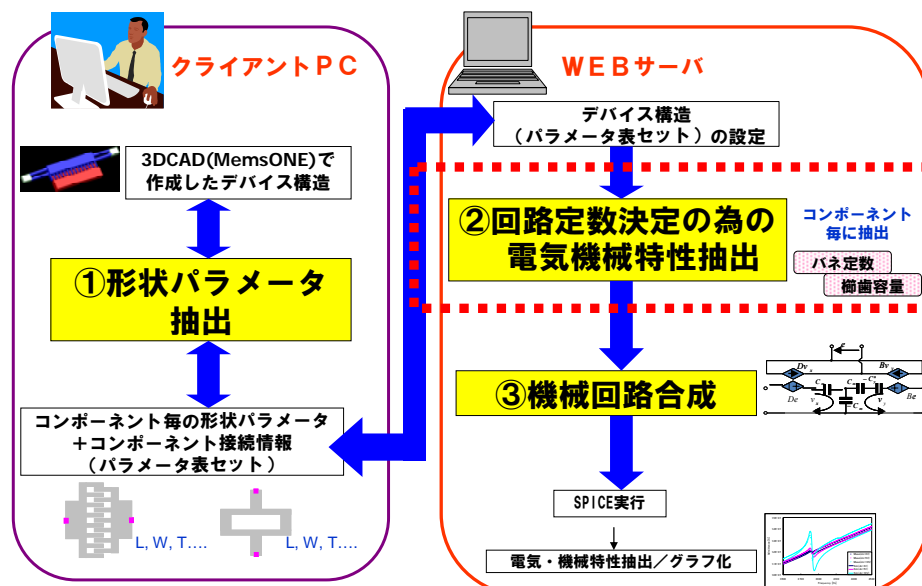 クライアントPC
3DCAD(MemsONE)で
作成したデバイス構造
①形状パラメータ
抽出
コンポーネント毎の形状パラメータ
＋コンポーネント接続情報
（パラメータ表セット）
L, W, T....
L, W, T....
WEBサーバ
デバイス構造
（パラメータ表セット）の設定
②回路定数決定の為の
電気機械特性抽出
コンポーネント
毎に抽出
バネ定数
櫛歯容量
③機械回路合成
e
De
Be
SPICE実行
電気・機械特性抽出／グラフ化